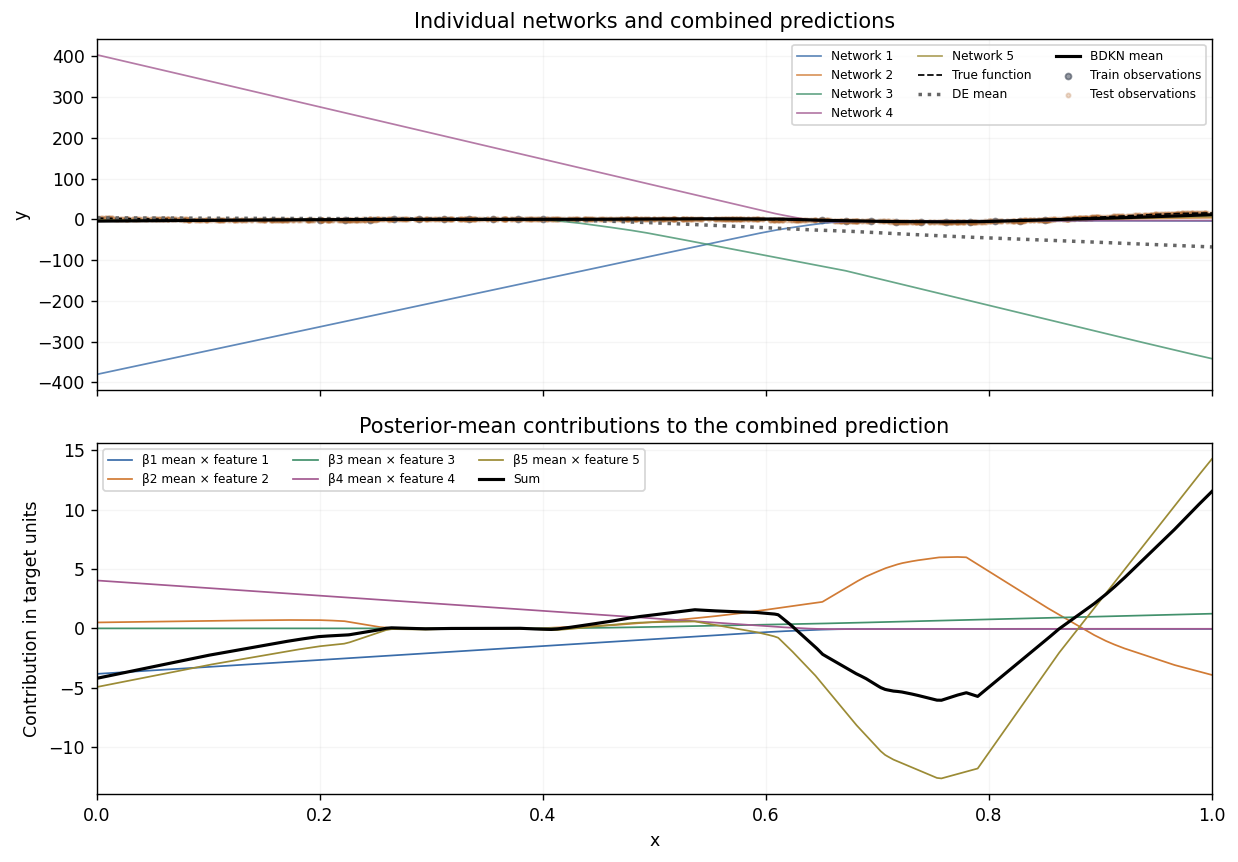 Individual networks and combined predictions
400
300
200
100
0
−100
−200
−300
−400
y
Network 1
Network 2
Network 3
Network 4
Network 5
True function
DE mean
BDKN mean
Train observations
Test observations
Posterior-mean contributions to the combined prediction
15
10
5
0
−5
−10
Contribution in target units
β1 mean × feature 1
β2 mean × feature 2
β3 mean × feature 3
β4 mean × feature 4
β5 mean × feature 5
Sum
0.0
0.2
0.4
0.6
0.8
1.0
x